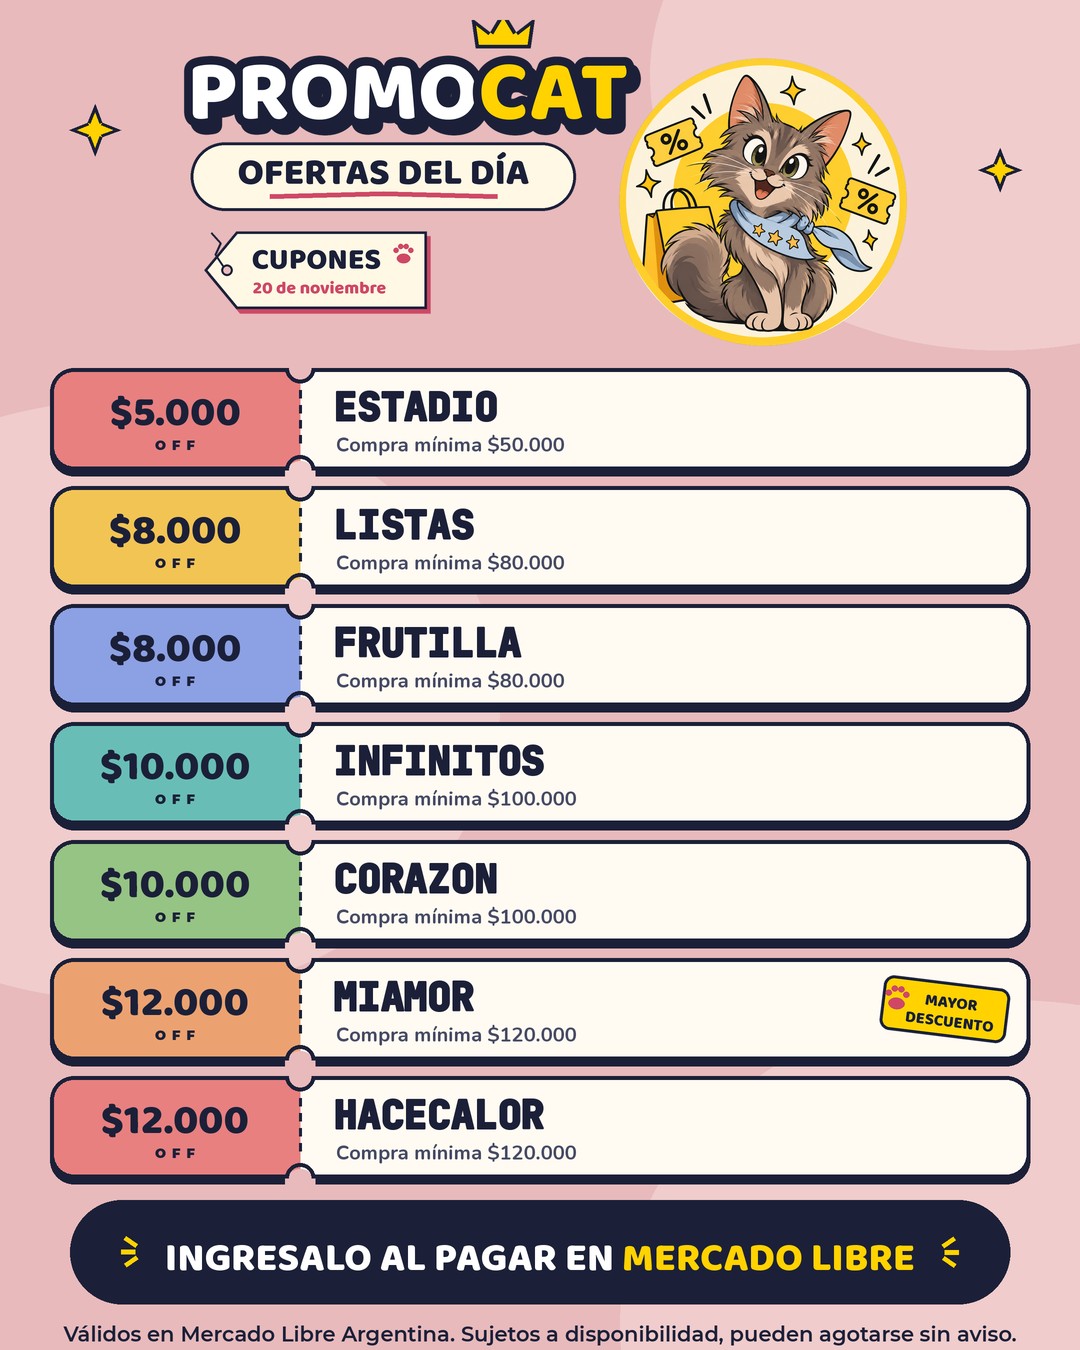 PROMOCAT
OFERTAS DEL DÍA
CUPONES
20 de noviembre
%
%
$5.000
OFF
ESTADIO
Compra mínima $50.000
$8.000
OFF
LISTAS
Compra mínima $80.000
$8.000
OFF
FRUTILLA
Compra mínima $80.000
$10.000
OFF
INFINITOS
Compra mínima $100.000
$10.000
OFF
CORAZON
Compra mínima $100.000
$12.000
OFF
MIAMOR
Compra mínima $120.000
MAYOR
DESCUENTO
$12.000
OFF
HACECALOR
Compra mínima $120.000
INGRESALO AL PAGAR EN MERCADO LIBRE
Válidos en Mercado Libre Argentina. Sujetos a disponibilidad, pueden agotarse sin aviso.